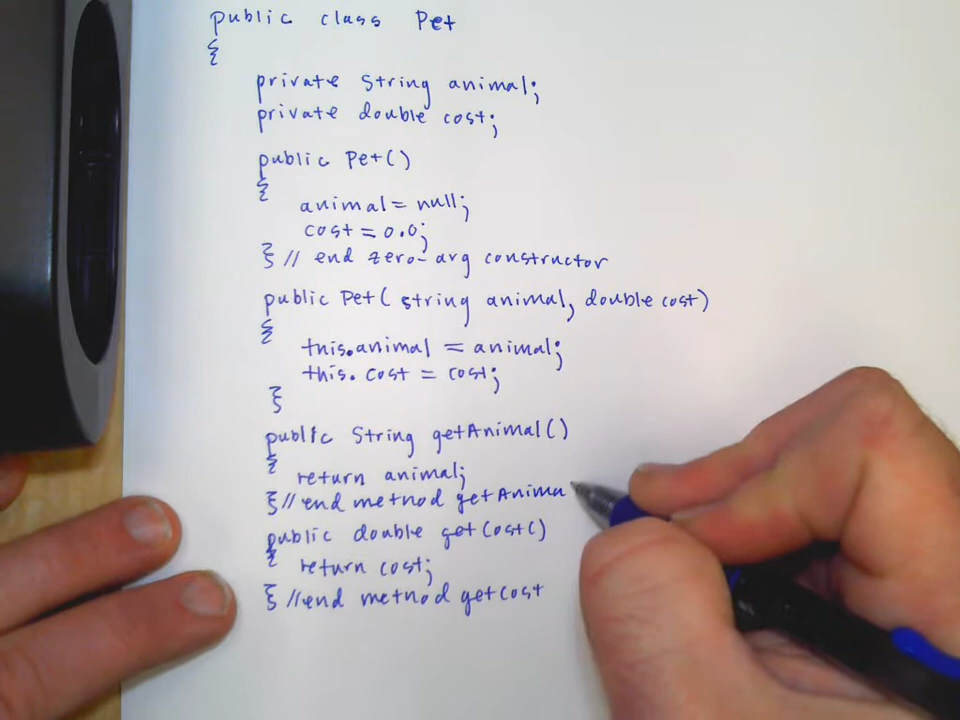 public class Pet
{
private String animal;
private double cost;
public Pet()
{
animal = null;
cost = 0.0;
} // end zero-arg constructor
public Pet( String animal, double cost)
{
this.animal = animal;
this.cost = cost;
}
public String getAnimal()
{
return animal;
} // end method getAnima
public double getCost()
{
return cost;
} // end method getCost